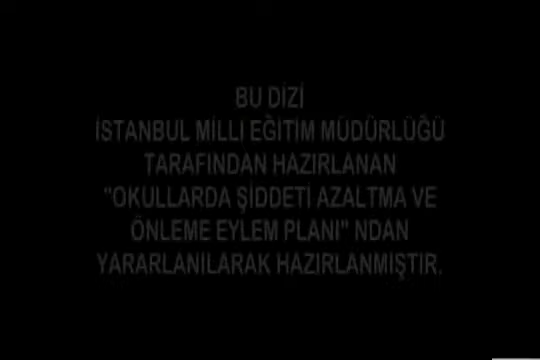 BU DİZİ
İSTANBUL MİLLİ EĞİTİM MÜDÜRLÜĞÜ
TARAFINDAN HAZIRLANAN
"OKULLARDA ŞİDDETİ AZALTMA VE
ÖNLEME EYLEM PLANI" NDAN
YARARLANILARAK HAZIRLANMIŞTIR.